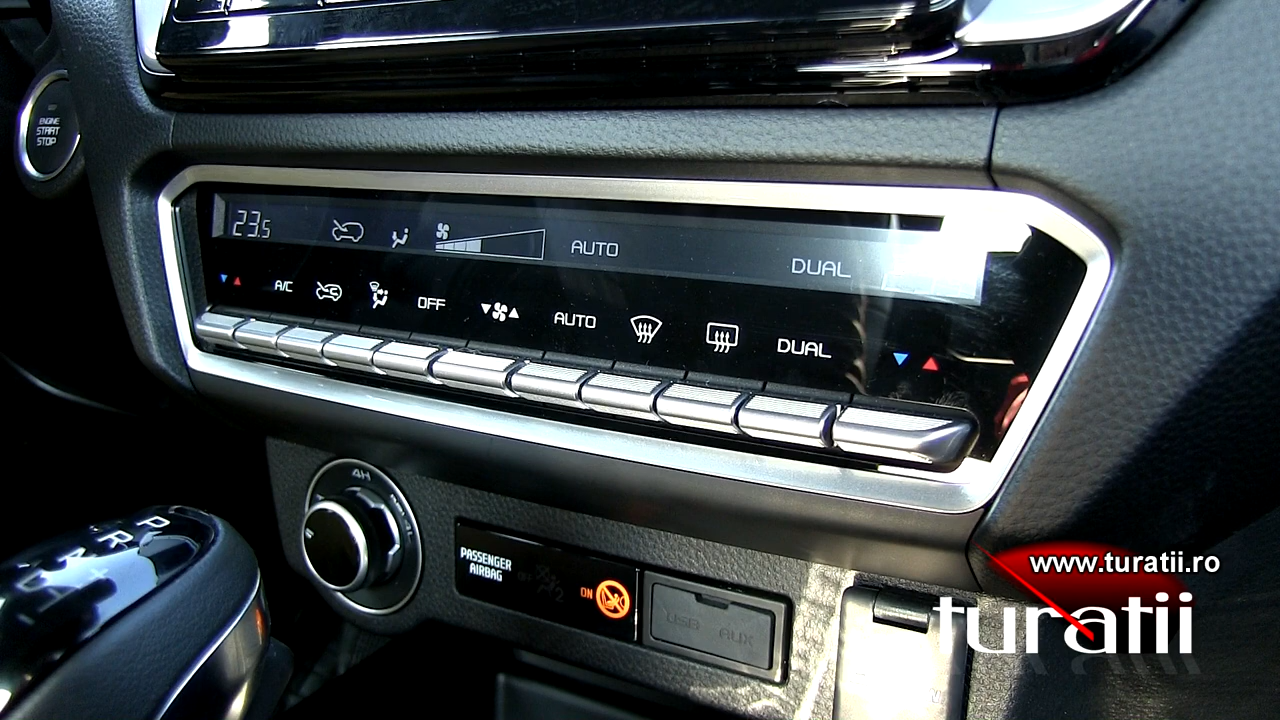 ENGINE
START
STOP
23.5
AUTO
DUAL
A/C
OFF
AUTO
DUAL
4H
P
R
PASSENGER
AIRBAG
OFF
ON
USB
AUX
www.turatii.ro
turatii